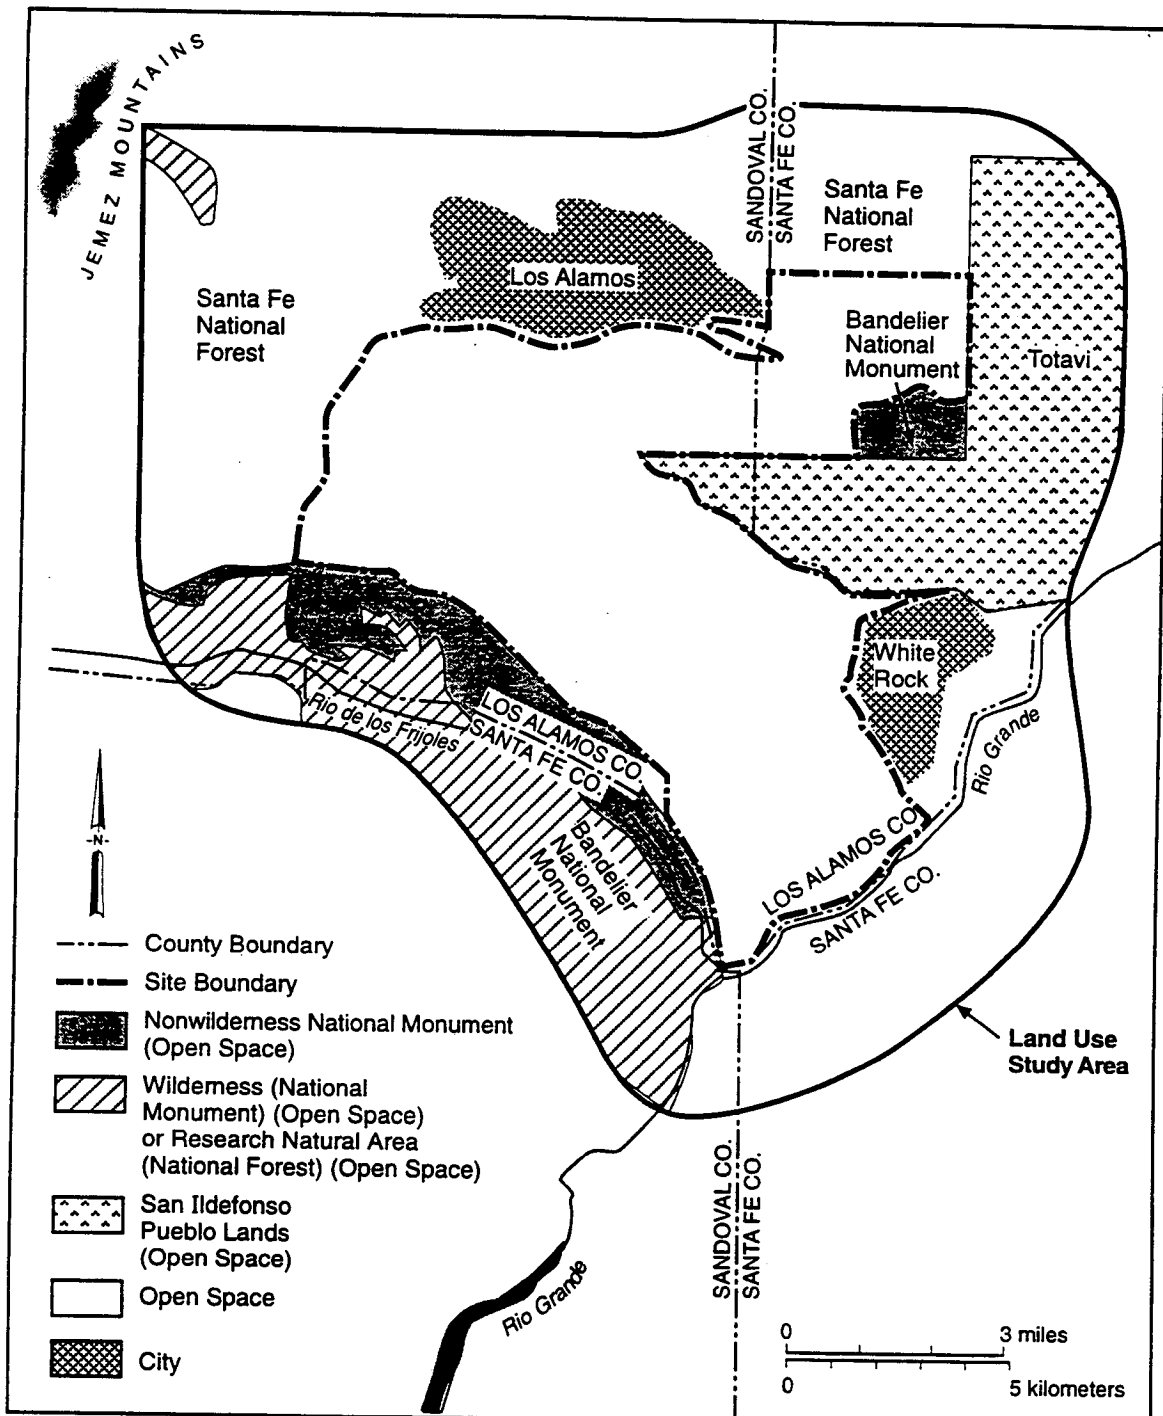 JEMEZ MOUNTAINS
SANDOVAL CO.
SANTA FE CO.
Santa Fe
National
Forest
Los Alamos
Santa Fe
National
Forest
Bandelier
National
Monument
Totavi
White
Rock
Rio de los Frijoles
LOS ALAMOS CO.
SANTA FE CO.
Rio Grande
Bandelier
National
Monument
LOS ALAMOS CO.
SANTA FE CO.
N
County Boundary
Site Boundary
Nonwilderness National Monument
(Open Space)
Wilderness (National
Monument) (Open Space)
or Research Natural Area
(National Forest) (Open Space)
San Ildefonso
Pueblo Lands
(Open Space)
Open Space
City
Land Use
Study Area
SANDOVAL CO.
SANTA FE CO.
Rio Grande
0 3 miles
0 5 kilometers